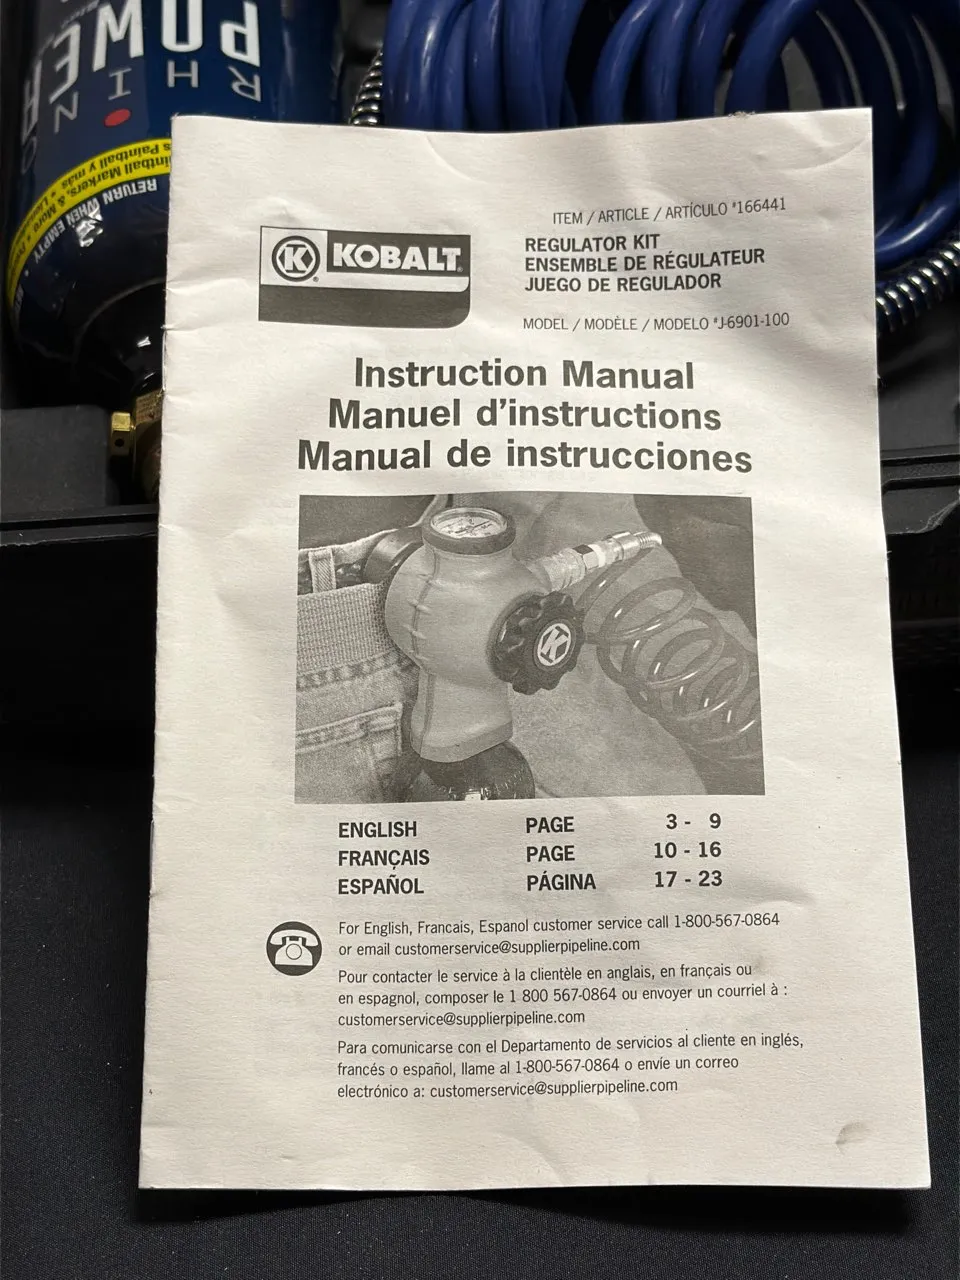 RHINO
POWER
Paintball Markers, & More •
s Paintball y más •
RETURN WHEN EMPTY
KOBALT
ITEM / ARTICLE / ARTÍCULO #166441
REGULATOR KIT
ENSEMBLE DE RÉGULATEUR
JUEGO DE REGULADOR
MODEL / MODÈLE / MODELO #J-6901-100
Instruction Manual
Manuel d'instructions
Manual de instrucciones
ENGLISH PAGE 3 - 9
FRANÇAIS PAGE 10 - 16
ESPAÑOL PÁGINA 17 - 23
For English, Francais, Espanol customer service call 1-800-567-0864
or email customerservice@supplierpipeline.com
Pour contacter le service à la clientèle en anglais, en français ou
en espagnol, composer le 1 800 567-0864 ou envoyer un courriel à :
customerservice@supplierpipeline.com
Para comunicarse con el Departamento de servicios al cliente en inglés,
francés o español, llame al 1-800-567-0864 o envíe un correo
electrónico a: customerservice@supplierpipeline.com